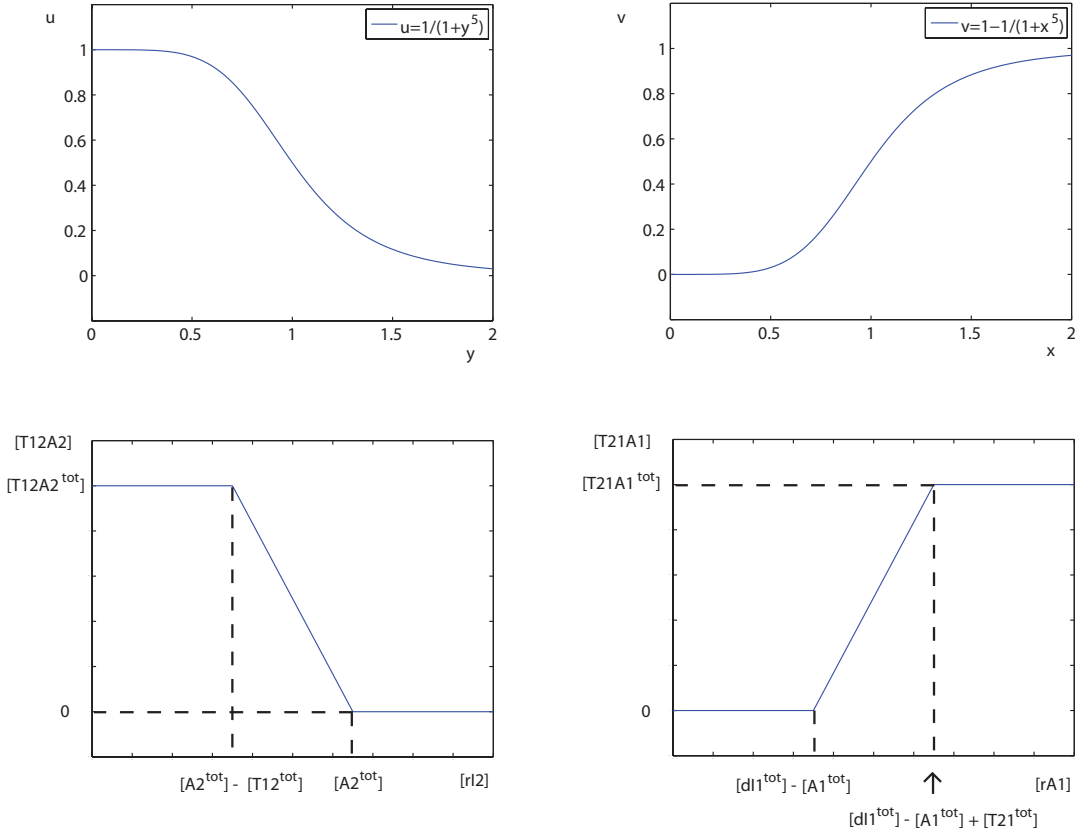 u
u=1/(1+y^5)
1
0.8
0.6
0.4
0.2
0
0
0.5
1
1.5
2
y
v
v=1−1/(1+x^5)
1
0.8
0.6
0.4
0.2
0
0
0.5
1
1.5
2
x
[T12A2]
[T12A2^tot]
0
[A2^tot] - [T12^tot]
[A2^tot]
[rI2]
[T21A1]
[T21A1^tot]
0
[dI1^tot] - [A1^tot]
[rA1]
[dI1^tot] - [A1^tot] + [T21^tot]